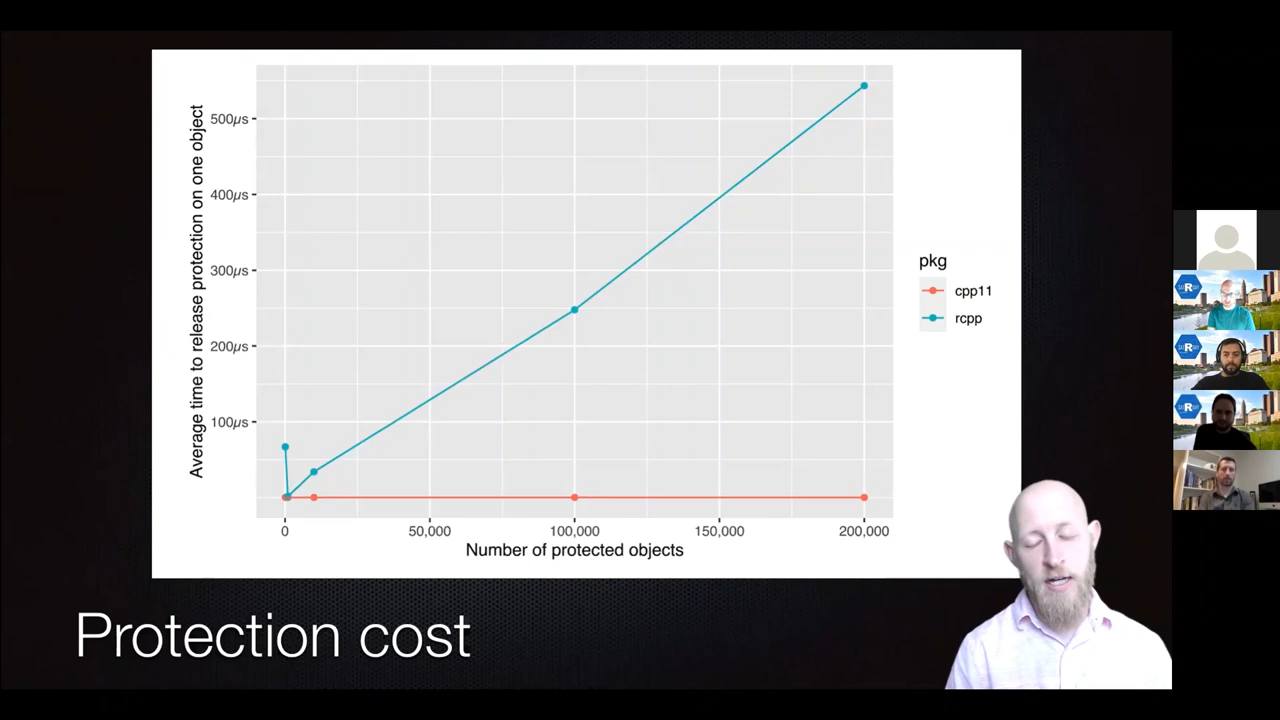 500µs
400µs
300µs
200µs
100µs
Average time to release protection on one object
0
50,000
100,000
150,000
200,000
Number of protected objects
pkg
cpp11
rcpp
Protection cost
R
R
R